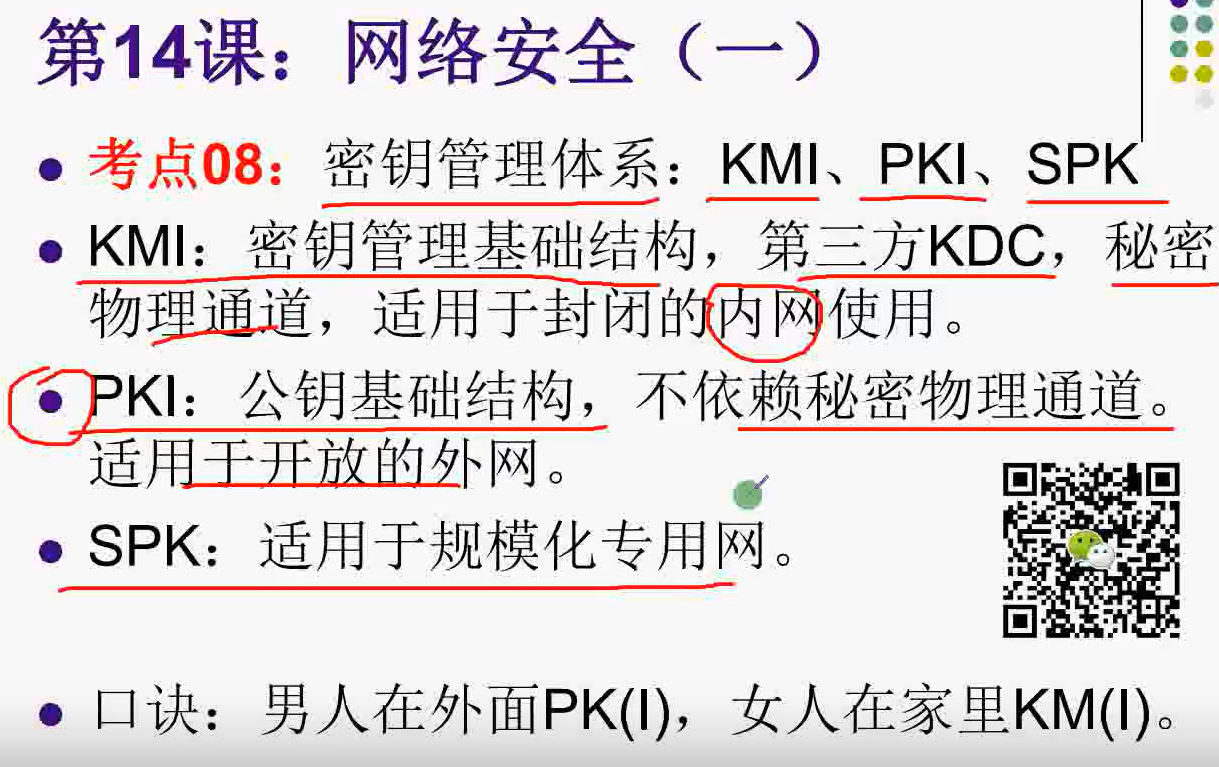 第14课：网络安全（一）
考点08：密钥管理体系：KMI、PKI、SPK
KMI：密钥管理基础结构，第三方KDC，秘密
物理通道，适用于封闭的内网使用。
PKI：公钥基础结构，不依赖秘密物理通道。
适用于开放的外网。
SPK：适用于规模化专用网。
口诀：男人在外面PK(I)，女人在家里KM(I)。